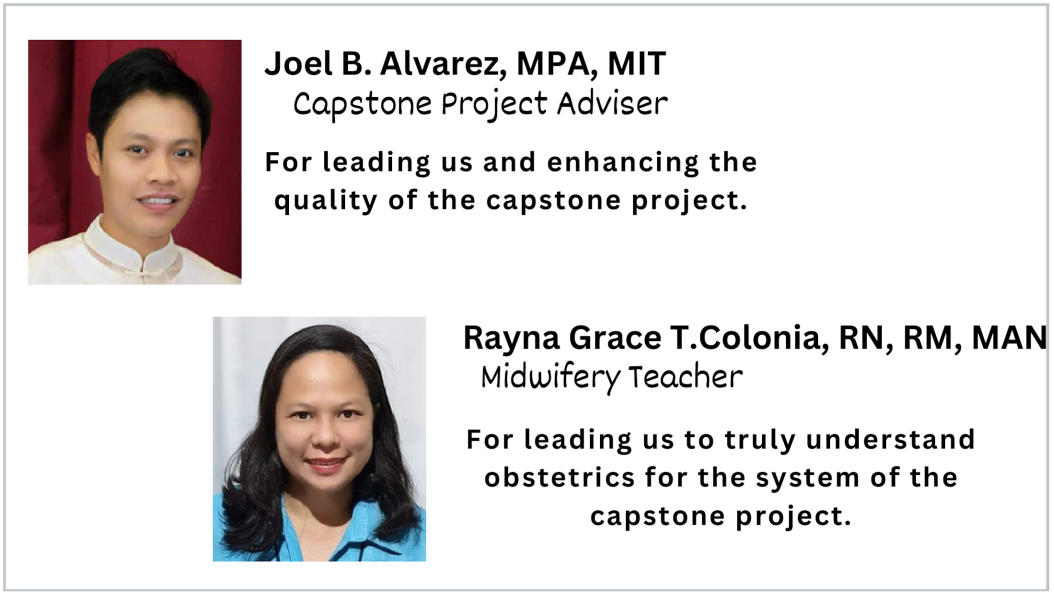 Joel B. Alvarez, MPA, MIT
Capstone Project Adviser
For leading us and enhancing the
quality of the capstone project.
Rayna Grace T.Colonia, RN, RM, MAN
Midwifery Teacher
For leading us to truly understand
obstetrics for the system of the
capstone project.